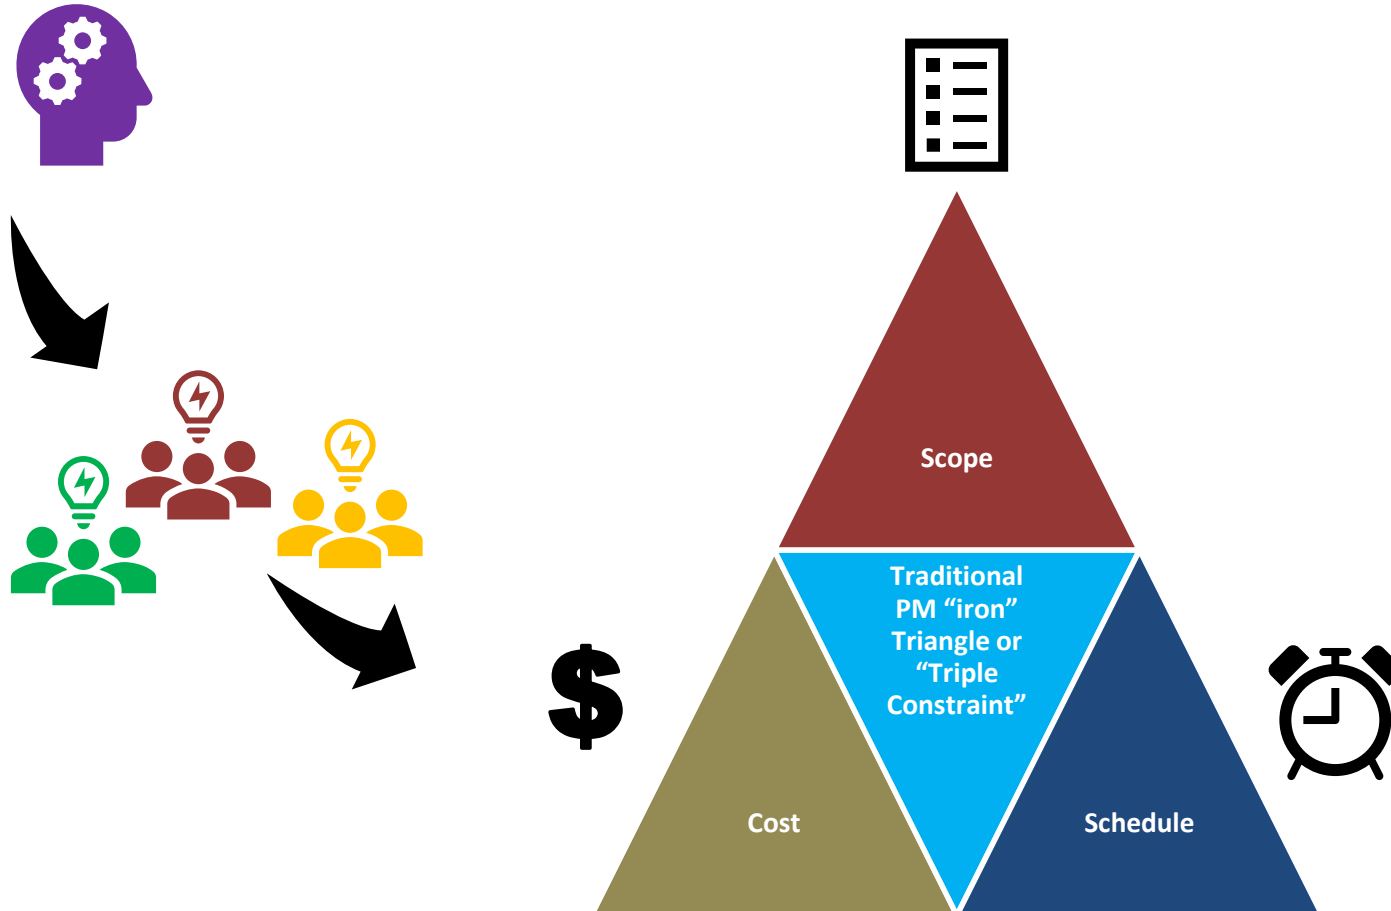 Scope
Traditional
PM “iron”
Triangle or
“Triple
Constraint”
$
Cost
Schedule